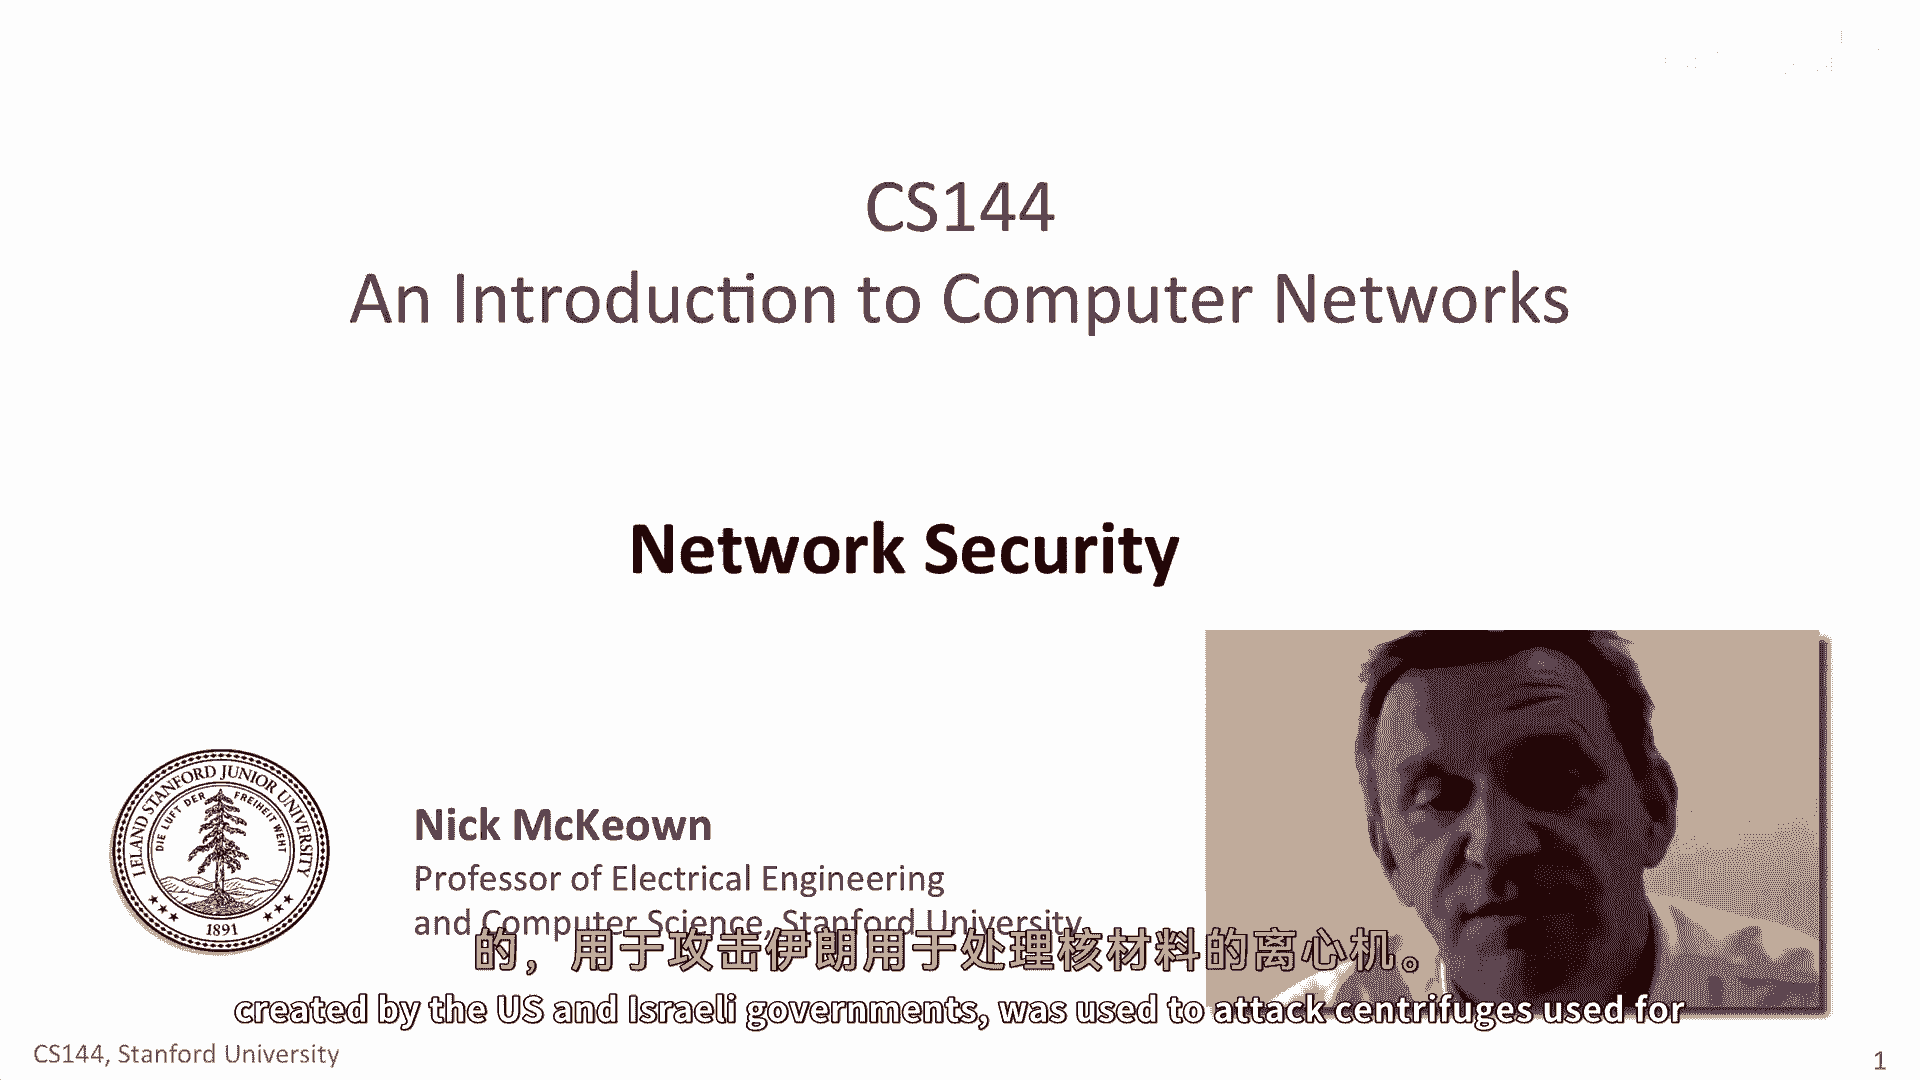 CS144
An Introduction to Computer Networks
Network Security
LELAND STANFORD JUNIOR UNIVERSITY
DIE LUFT DER FREIHEIT WEHT
1891
Nick McKeown
Professor of Electrical Engineering
and Computer Science, Stanford University
的，用于攻击伊朗用于处理核材料的离心机。
created by the US and Israeli governments, was used to attack centrifuges used for
CS144, Stanford University
1